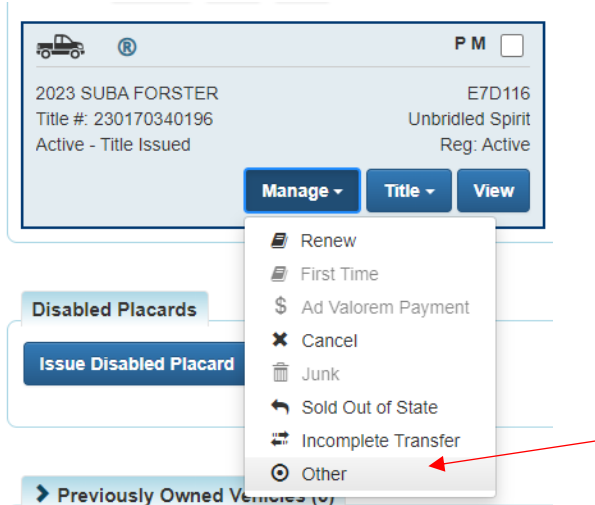 ® P M
2023 SUBA FORSTER E7D116
Title #: 230170340196 Unbridled Spirit
Active - Title Issued Reg: Active
Manage Title View
Renew
First Time
Disabled Placards
$ Ad Valorem Payment
Cancel
Issue Disabled Placard
Junk
Sold Out of State
Incomplete Transfer
Other
Previously Owned Vehicles (0)